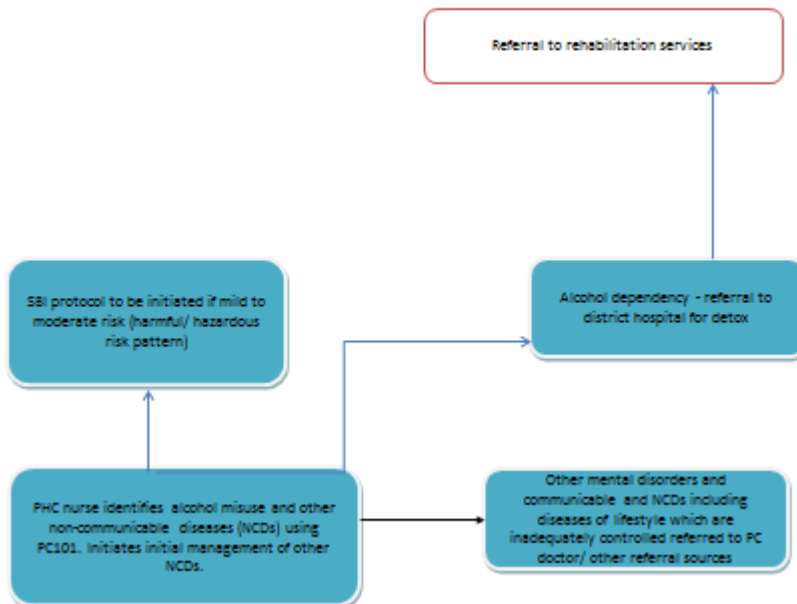 Referral to rehabilitation services
SBI protocol to be initiated if mild to
moderate risk (harmful/ hazardous
risk pattern)
Alcohol dependency - referral to
district hospital for detox
PHC nurse identifies alcohol misuse and other
non-communicable diseases (NCDs) using
PC101. Initiates initial management of other
NCDs.
Other mental disorders and
communicable and NCDs including
diseases of lifestyle which are
inadequately controlled referred to PC
doctor/ other referral sources